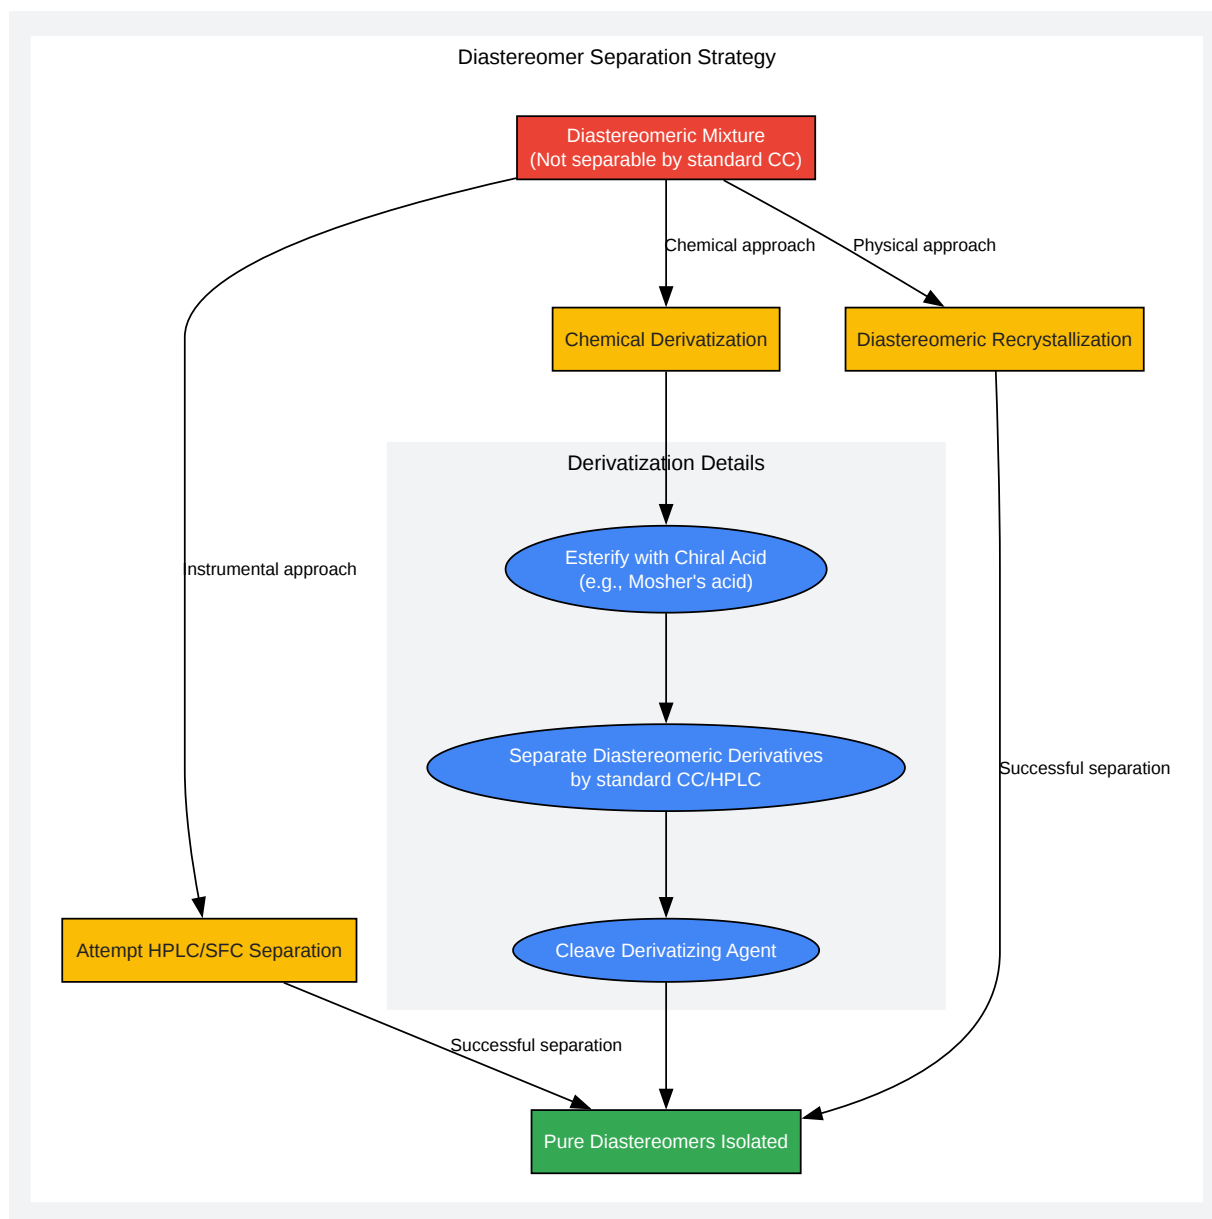 Diastereomer Separation Strategy
Diastereomeric Mixture
(Not separable by standard CC)
Chemical approach
Physical approach
Chemical Derivatization
Diastereomeric Recrystallization
Derivatization Details
Esterify with Chiral Acid
(e.g., Mosher's acid)
Instrumental approach
Separate Diastereomeric Derivatives
by standard CC/HPLC
Successful separation
Attempt HPLC/SFC Separation
Cleave Derivatizing Agent
Successful separation
Pure Diastereomers Isolated